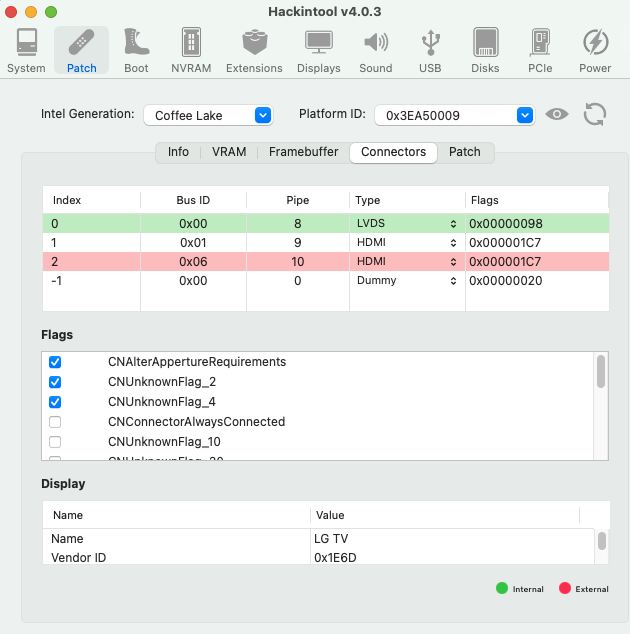 Hackintool v4.0.3
System Patch Boot NVRAM Extensions Displays Sound USB Disks PCIe Power
Intel Generation: Coffee Lake Platform ID: 0x3EA50009
Info VRAM Framebuffer Connectors Patch
Index Bus ID Pipe Type Flags
0 0x00 8 LVDS 0x00000098
1 0x01 9 HDMI 0x000001C7
2 0x06 10 HDMI 0x000001C7
-1 0x00 0 Dummy 0x00000020
Flags
CNAlterAppertureRequirements
CNUnknownFlag_2
CNUnknownFlag_4
CNConnectorAlwaysConnected
CNUnknownFlag_10
Display
Name Value
Name LG TV
Vendor ID 0x1E6D
Internal External